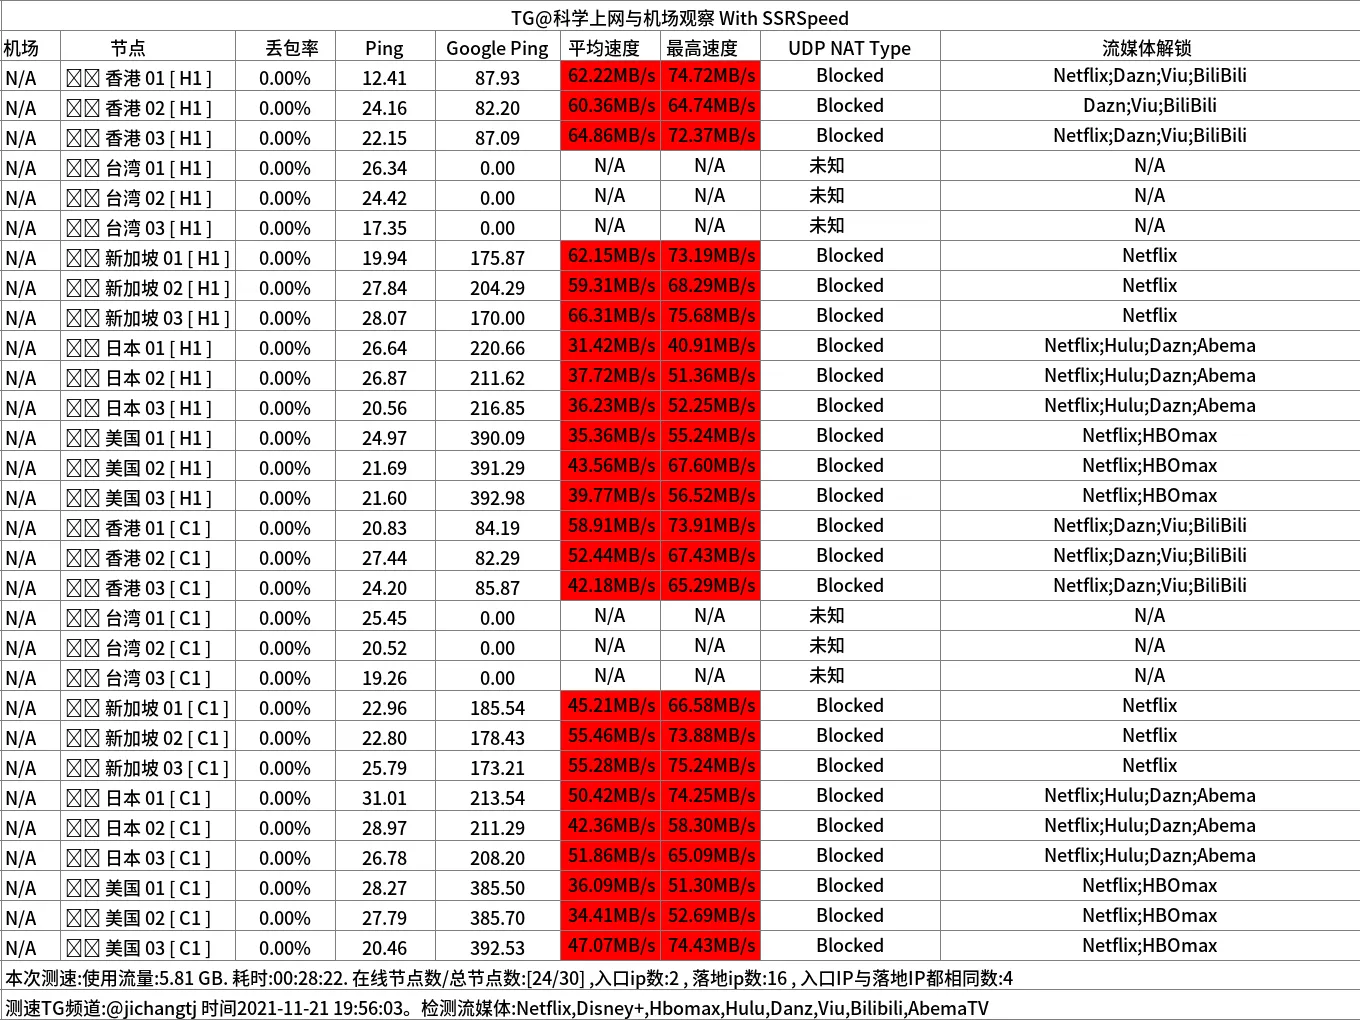 TG@科学上网与机场观察 With SSRSpeed
机场 节点 丢包率 Ping Google Ping 平均速度 最高速度 UDP NAT Type 流媒体解锁
N/A 香港 01 [ H1 ] 0.00% 12.41 87.93 62.22MB/s 74.72MB/s Blocked Netflix;Dazn;Viu;BiliBili
N/A 香港 02 [ H1 ] 0.00% 24.16 82.20 60.36MB/s 64.74MB/s Blocked Dazn;Viu;BiliBili
N/A 香港 03 [ H1 ] 0.00% 22.15 87.09 64.86MB/s 72.37MB/s Blocked Netflix;Dazn;Viu;BiliBili
N/A 台湾 01 [ H1 ] 0.00% 26.34 0.00 N/A N/A 未知 N/A
N/A 台湾 02 [ H1 ] 0.00% 24.42 0.00 N/A N/A 未知 N/A
N/A 台湾 03 [ H1 ] 0.00% 17.35 0.00 N/A N/A 未知 N/A
N/A 新加坡 01 [ H1 ] 0.00% 19.94 175.87 62.15MB/s 73.19MB/s Blocked Netflix
N/A 新加坡 02 [ H1 ] 0.00% 27.84 204.29 59.31MB/s 68.29MB/s Blocked Netflix
N/A 新加坡 03 [ H1 ] 0.00% 28.07 170.00 66.31MB/s 75.68MB/s Blocked Netflix
N/A 日本 01 [ H1 ] 0.00% 26.64 220.66 31.42MB/s 40.91MB/s Blocked Netflix;Hulu;Dazn;Abema
N/A 日本 02 [ H1 ] 0.00% 26.87 211.62 37.72MB/s 51.36MB/s Blocked Netflix;Hulu;Dazn;Abema
N/A 日本 03 [ H1 ] 0.00% 20.56 216.85 36.23MB/s 52.25MB/s Blocked Netflix;Hulu;Dazn;Abema
N/A 美国 01 [ H1 ] 0.00% 24.97 390.09 35.36MB/s 55.24MB/s Blocked Netflix;HBOmax
N/A 美国 02 [ H1 ] 0.00% 21.69 391.29 43.56MB/s 67.60MB/s Blocked Netflix;HBOmax
N/A 美国 03 [ H1 ] 0.00% 21.60 392.98 39.77MB/s 56.52MB/s Blocked Netflix;HBOmax
N/A 香港 01 [ C1 ] 0.00% 20.83 84.19 58.91MB/s 73.91MB/s Blocked Netflix;Dazn;Viu;BiliBili
N/A 香港 02 [ C1 ] 0.00% 27.44 82.29 52.44MB/s 67.43MB/s Blocked Netflix;Dazn;Viu;BiliBili
N/A 香港 03 [ C1 ] 0.00% 24.20 85.87 42.18MB/s 65.29MB/s Blocked Netflix;Dazn;Viu;BiliBili
N/A 台湾 01 [ C1 ] 0.00% 25.45 0.00 N/A N/A 未知 N/A
N/A 台湾 02 [ C1 ] 0.00% 20.52 0.00 N/A N/A 未知 N/A
N/A 台湾 03 [ C1 ] 0.00% 19.26 0.00 N/A N/A 未知 N/A
N/A 新加坡 01 [ C1 ] 0.00% 22.96 185.54 45.21MB/s 66.58MB/s Blocked Netflix
N/A 新加坡 02 [ C1 ] 0.00% 22.80 178.43 55.46MB/s 73.88MB/s Blocked Netflix
N/A 新加坡 03 [ C1 ] 0.00% 25.79 173.21 55.28MB/s 75.24MB/s Blocked Netflix
N/A 日本 01 [ C1 ] 0.00% 31.01 213.54 50.42MB/s 74.25MB/s Blocked Netflix;Hulu;Dazn;Abema
N/A 日本 02 [ C1 ] 0.00% 28.97 211.29 42.36MB/s 58.30MB/s Blocked Netflix;Hulu;Dazn;Abema
N/A 日本 03 [ C1 ] 0.00% 26.78 208.20 51.86MB/s 65.09MB/s Blocked Netflix;Hulu;Dazn;Abema
N/A 美国 01 [ C1 ] 0.00% 28.27 385.50 36.09MB/s 51.30MB/s Blocked Netflix;HBOmax
N/A 美国 02 [ C1 ] 0.00% 27.79 385.70 34.41MB/s 52.69MB/s Blocked Netflix;HBOmax
N/A 美国 03 [ C1 ] 0.00% 20.46 392.53 47.07MB/s 74.43MB/s Blocked Netflix;HBOmax
本次测速:使用流量:5.81 GB. 耗时:00:28:22. 在线节点数/总节点数:[24/30] ,入口ip数:2 , 落地ip数:16 , 入口IP与落地IP都相同数:4
测速TG频道:@jichangtj 时间2021-11-21 19:56:03。检测流媒体:Netflix,Disney+,Hbomax,Hulu,Danz,Viu,Bilibili,AbemaTV